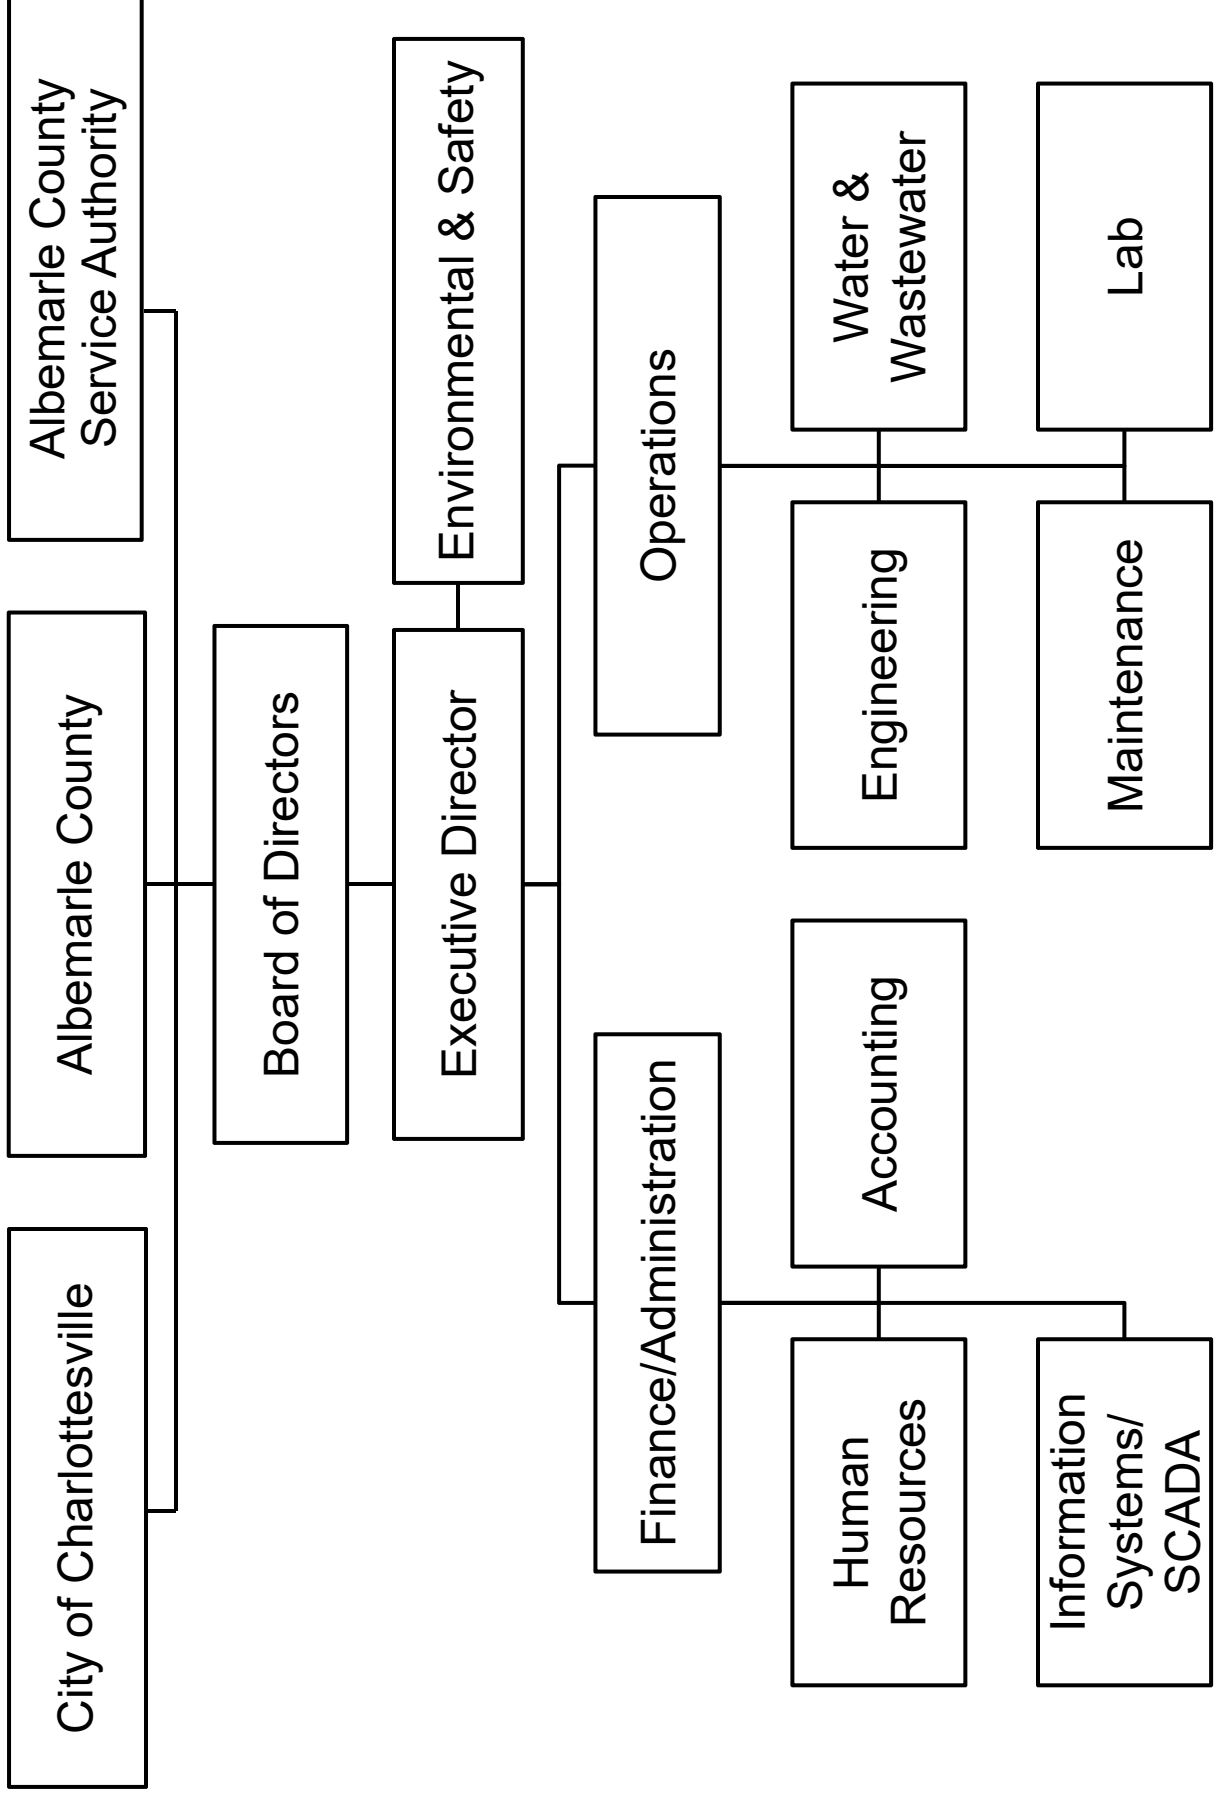 City of Charlottesville
Albemarle County
Albemarle County
Service Authority
Board of Directors
Executive Director
Environmental & Safety
Finance/Administration
Operations
Human
Resources
Accounting
Engineering
Water &
Wastewater
Information
Systems/
SCADA
Maintenance
Lab